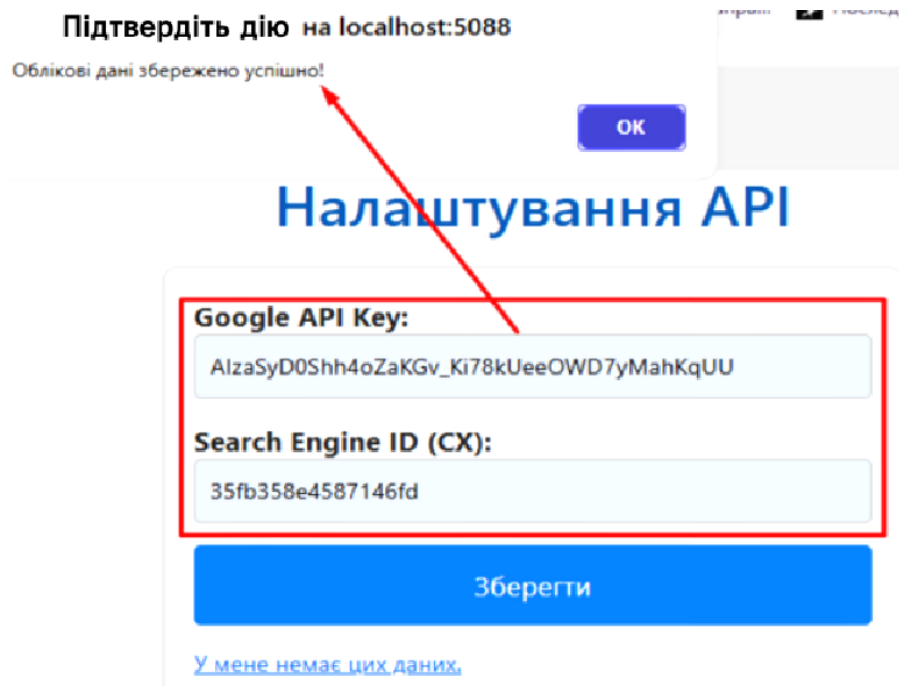 Підтвердіть дію на localhost:5088
Облікові дані збережено успішно!
ОК
Налаштування API
Google API Key:
AIzaSyD0Shh4oZaKGv_Ki78kUeeOWD7yMahKqUU
Search Engine ID (CX):
35fb358e4587146fd
Зберегти
У мене немає цих даних.